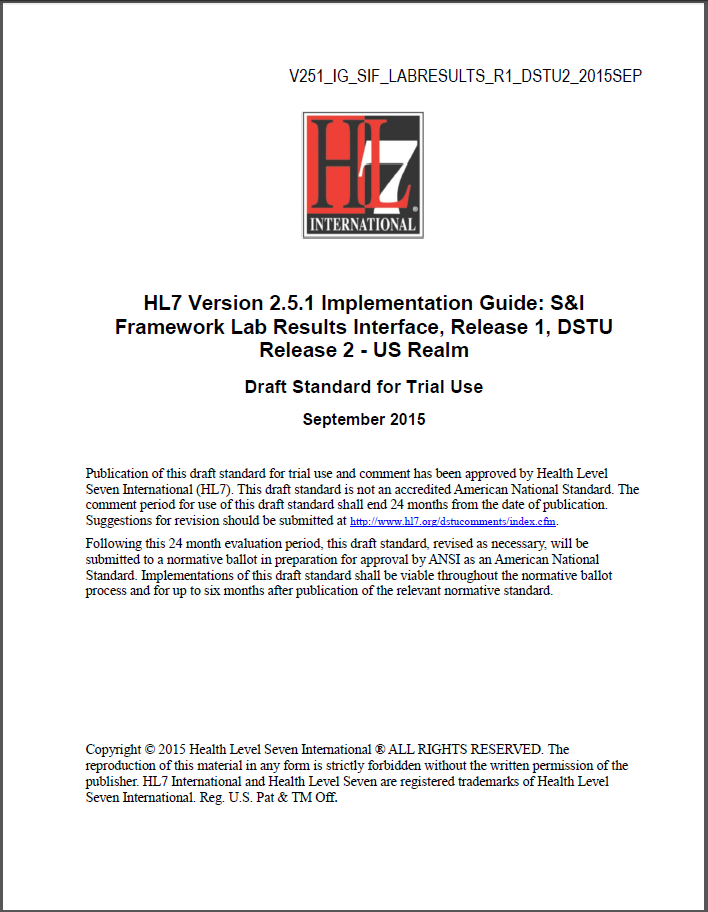 V251_IG_SIF_LABRESULTS_R1_DSTU2_2015SEP
HL7
®
INTERNATIONAL
HL7 Version 2.5.1 Implementation Guide: S&I
Framework Lab Results Interface, Release 1, DSTU
Release 2 - US Realm
Draft Standard for Trial Use
September 2015
Publication of this draft standard for trial use and comment has been approved by Health Level
Seven International (HL7). This draft standard is not an accredited American National Standard. The
comment period for use of this draft standard shall end 24 months from the date of publication.
Suggestions for revision should be submitted at http://www.hl7.org/dstucomments/index.cfm.
Following this 24 month evaluation period, this draft standard, revised as necessary, will be
submitted to a normative ballot in preparation for approval by ANSI as an American National
Standard. Implementations of this draft standard shall be viable throughout the normative ballot
process and for up to six months after publication of the relevant normative standard.
Copyright © 2015 Health Level Seven International ® ALL RIGHTS RESERVED. The
reproduction of this material in any form is strictly forbidden without the written permission of the
publisher. HL7 International and Health Level Seven are registered trademarks of Health Level
Seven International. Reg. U.S. Pat & TM Off.